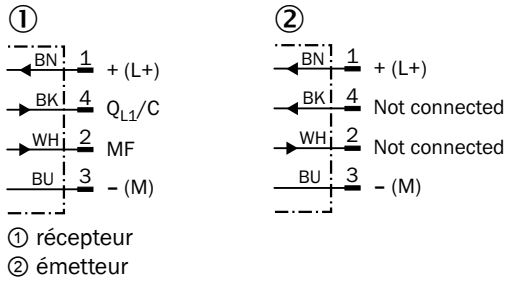 ①
BN 1 + (L+)
BK 4 QL1/C
WH 2 MF
BU 3 − (M)
②
BN 1 + (L+)
BK 4 Not connected
WH 2 Not connected
BU 3 − (M)
① récepteur
② émetteur